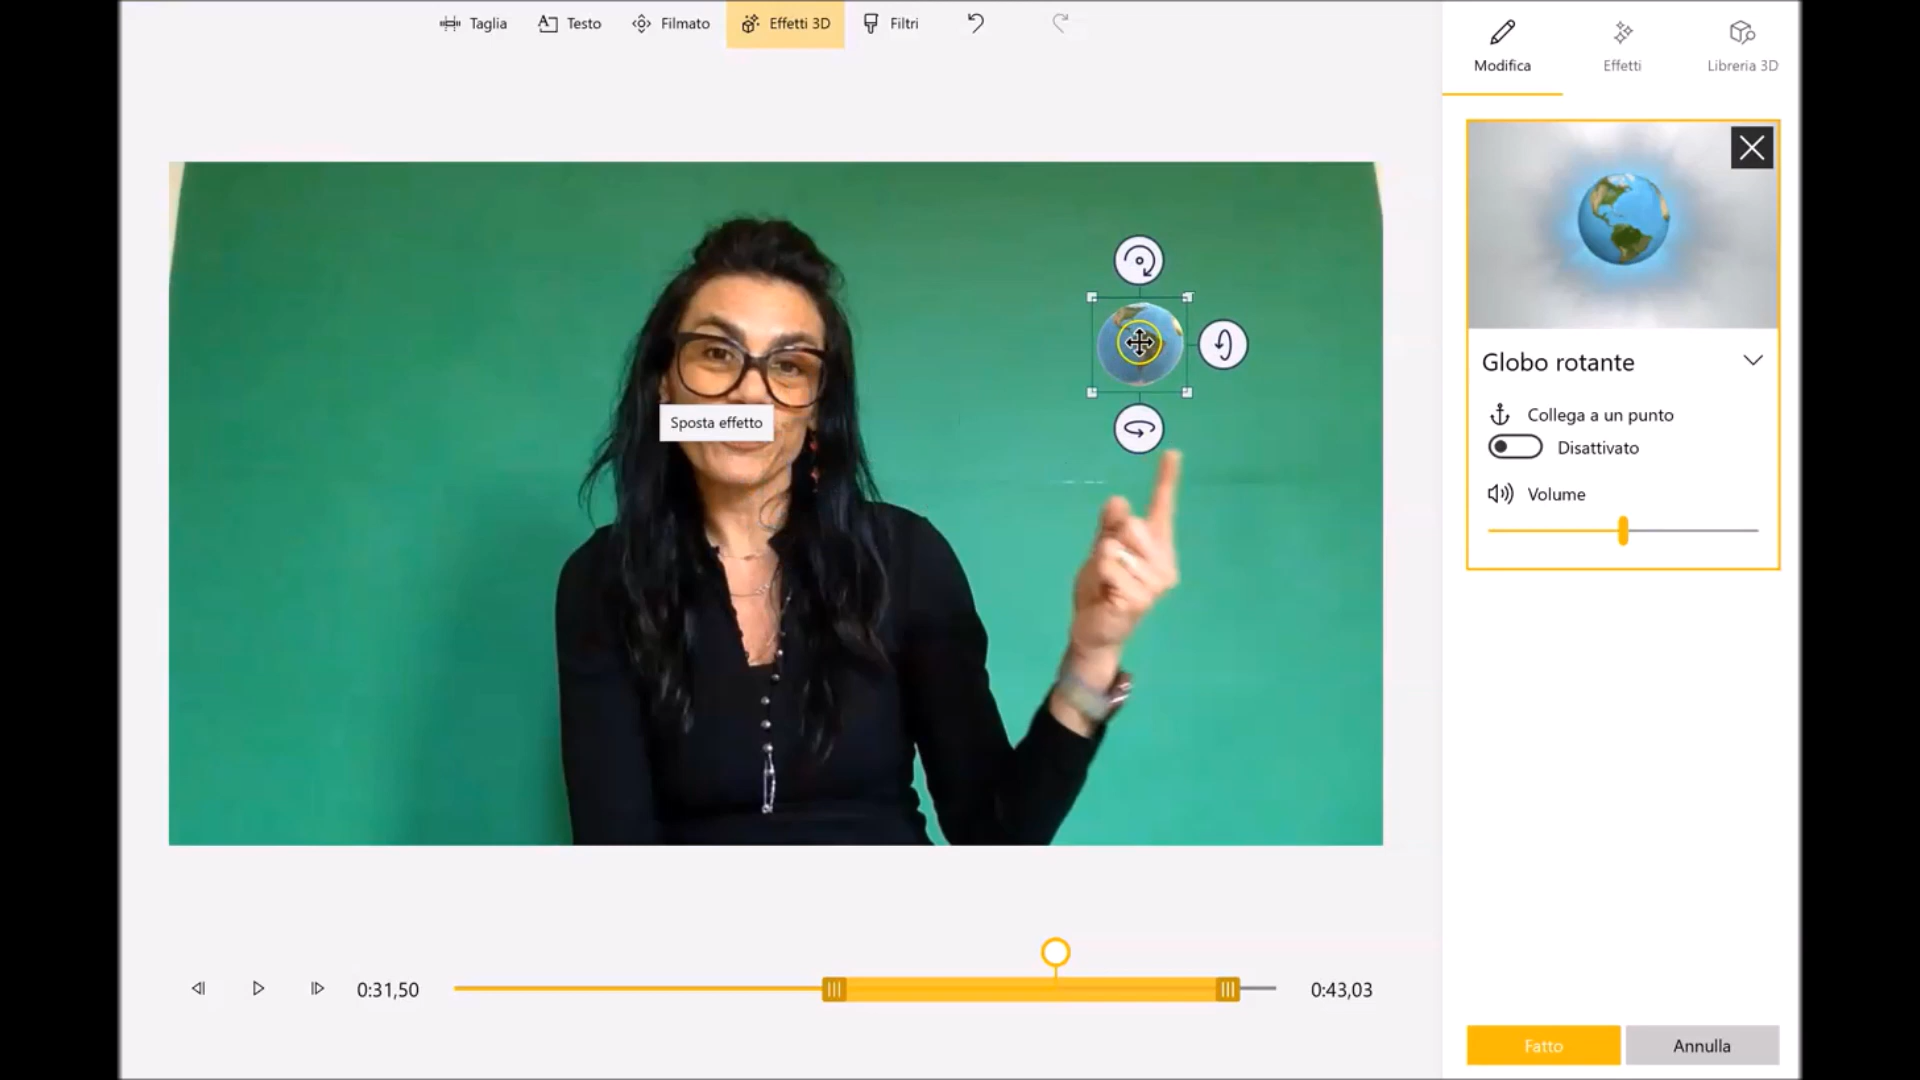 Taglia
Testo
Filmato
Effetti 3D
Filtri
Modifica
Effetti
Libreria 3D
Globo rotante
Collega a un punto
Disattivato
Volume
Sposta effetto
0:31,50
0:43,03
Fatto
Annulla